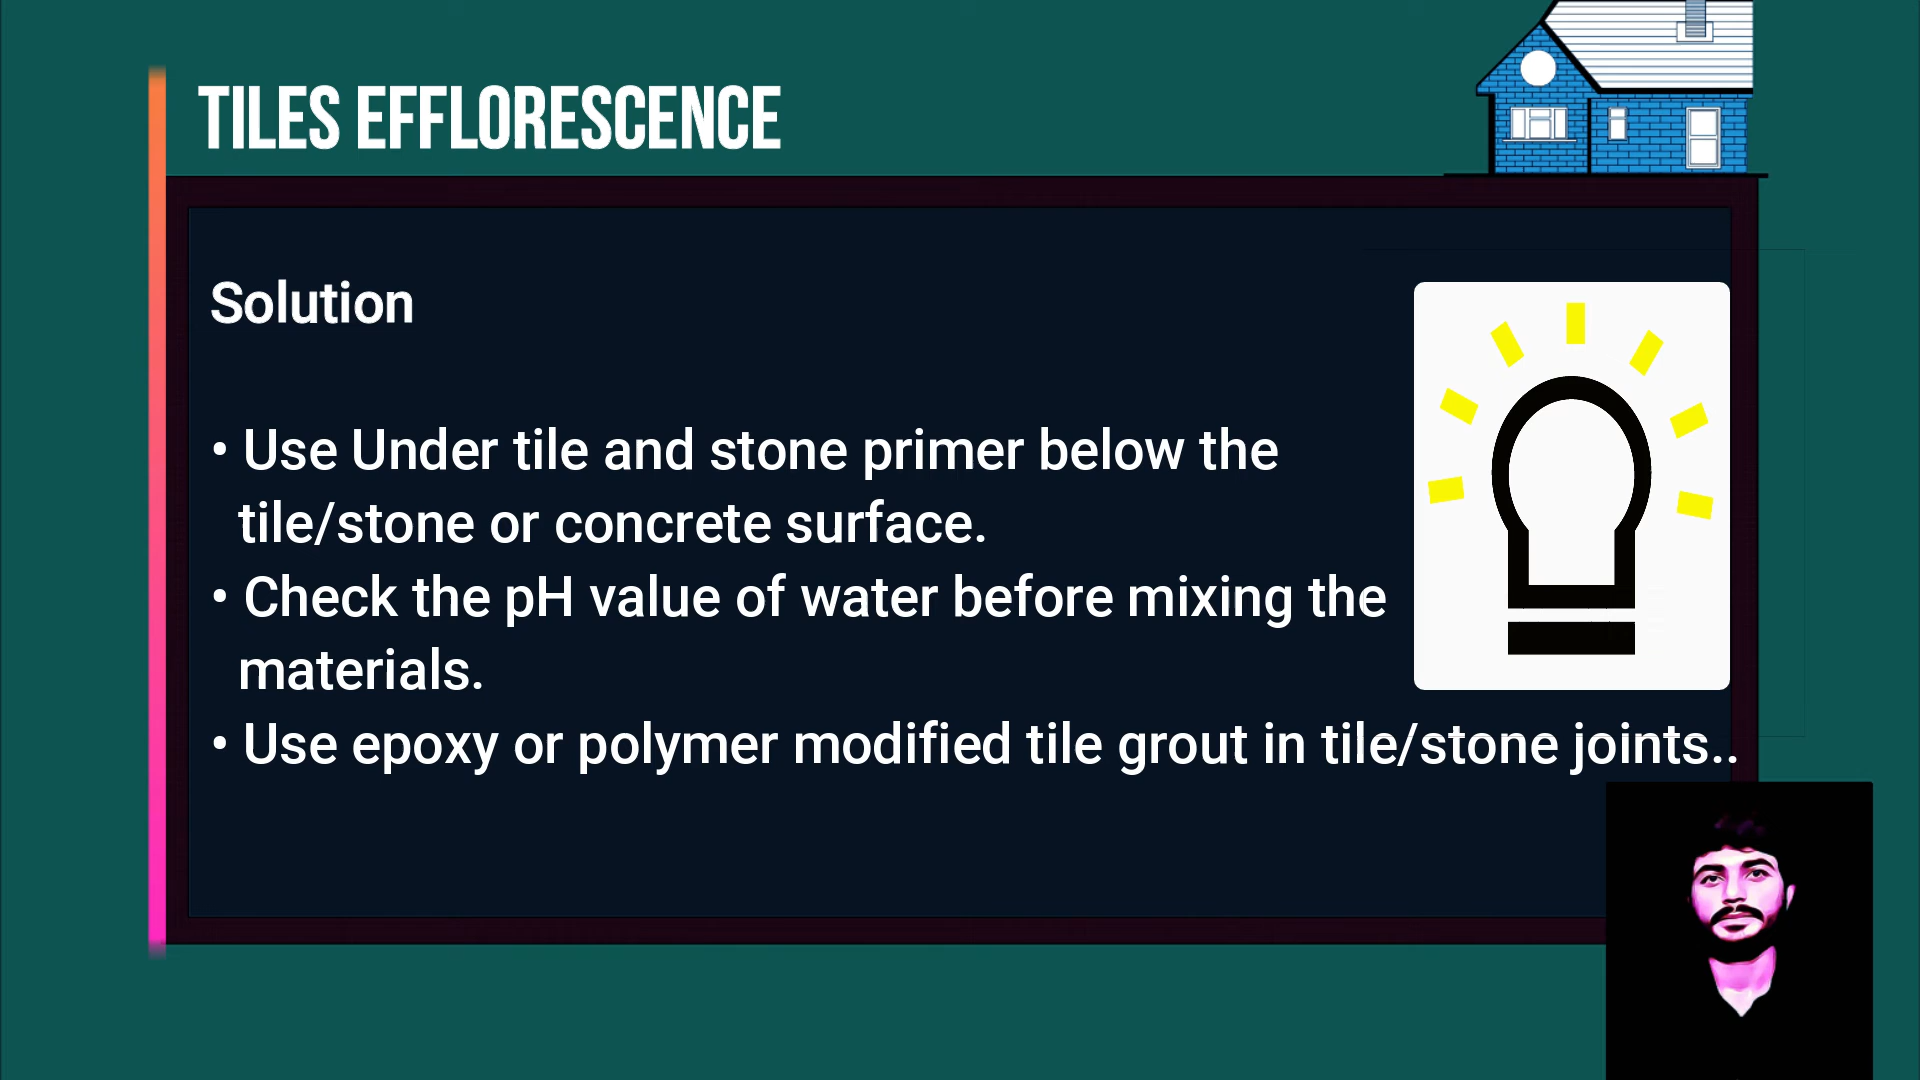 TILES EFFLORESCENCE
Solution
• Use Under tile and stone primer below the
tile/stone or concrete surface.
• Check the pH value of water before mixing the
materials.
• Use epoxy or polymer modified tile grout in tile/stone joints..